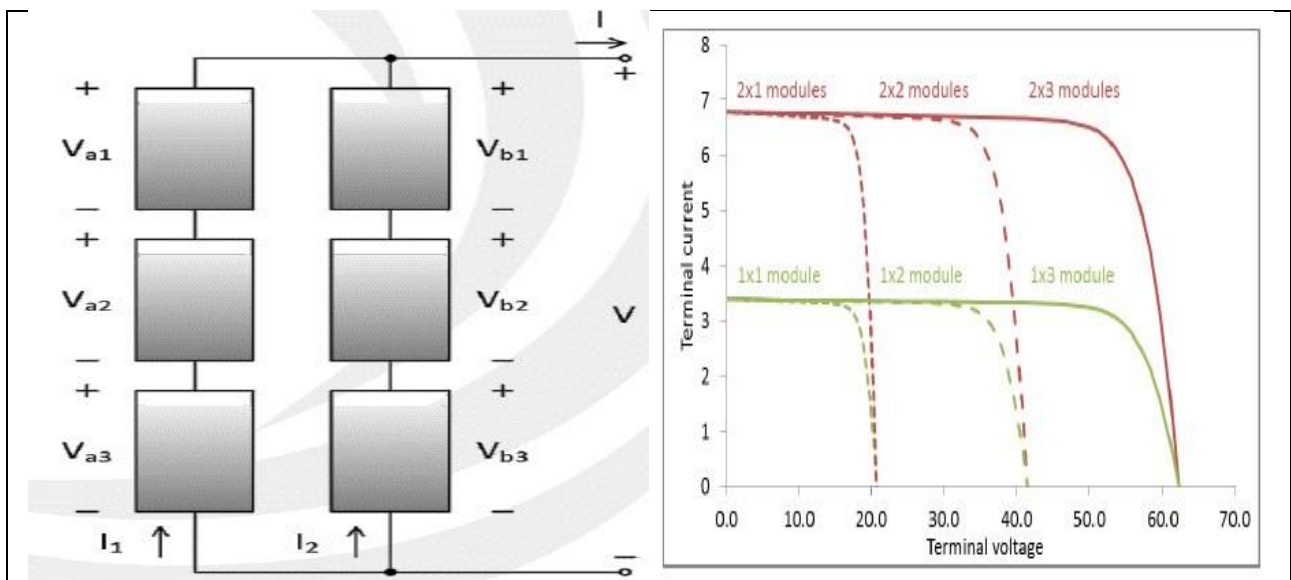 I
+ +
Va1 Vb1
− −
+ +
Va2 Vb2
− −
+ +
Va3 Vb3
− −
I1 I2
+
V
−
8
7
6
5
4
3
2
1
0
Terminal current
2x1 modules 2x2 modules 2x3 modules
1x1 module 1x2 module 1x3 module
0.0 10.0 20.0 30.0 40.0 50.0 60.0 70.0
Terminal voltage